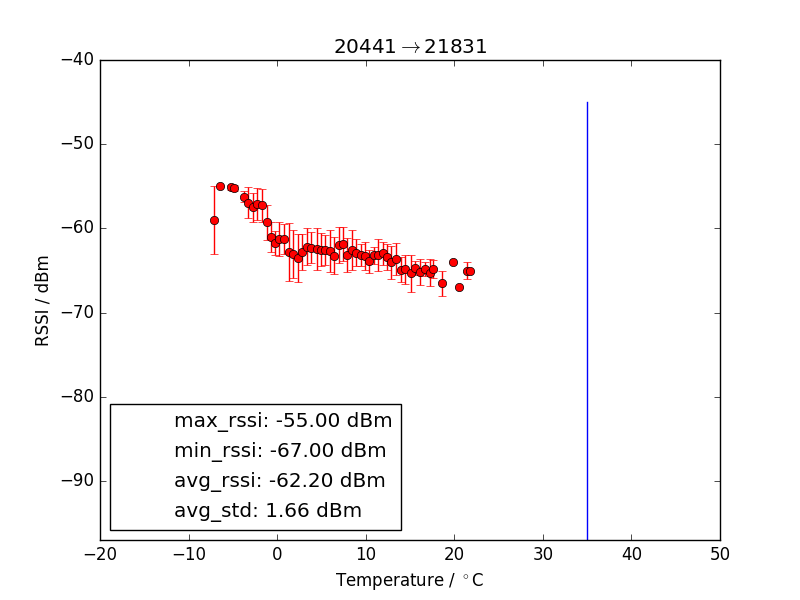 20441→21831
−40
−50
−60
−70
−80
−90
RSSI / dBm
max_rssi: -55.00 dBm
min_rssi: -67.00 dBm
avg_rssi: -62.20 dBm
avg_std: 1.66 dBm
−20 −10 0 10 20 30 40 50
Temperature / °C